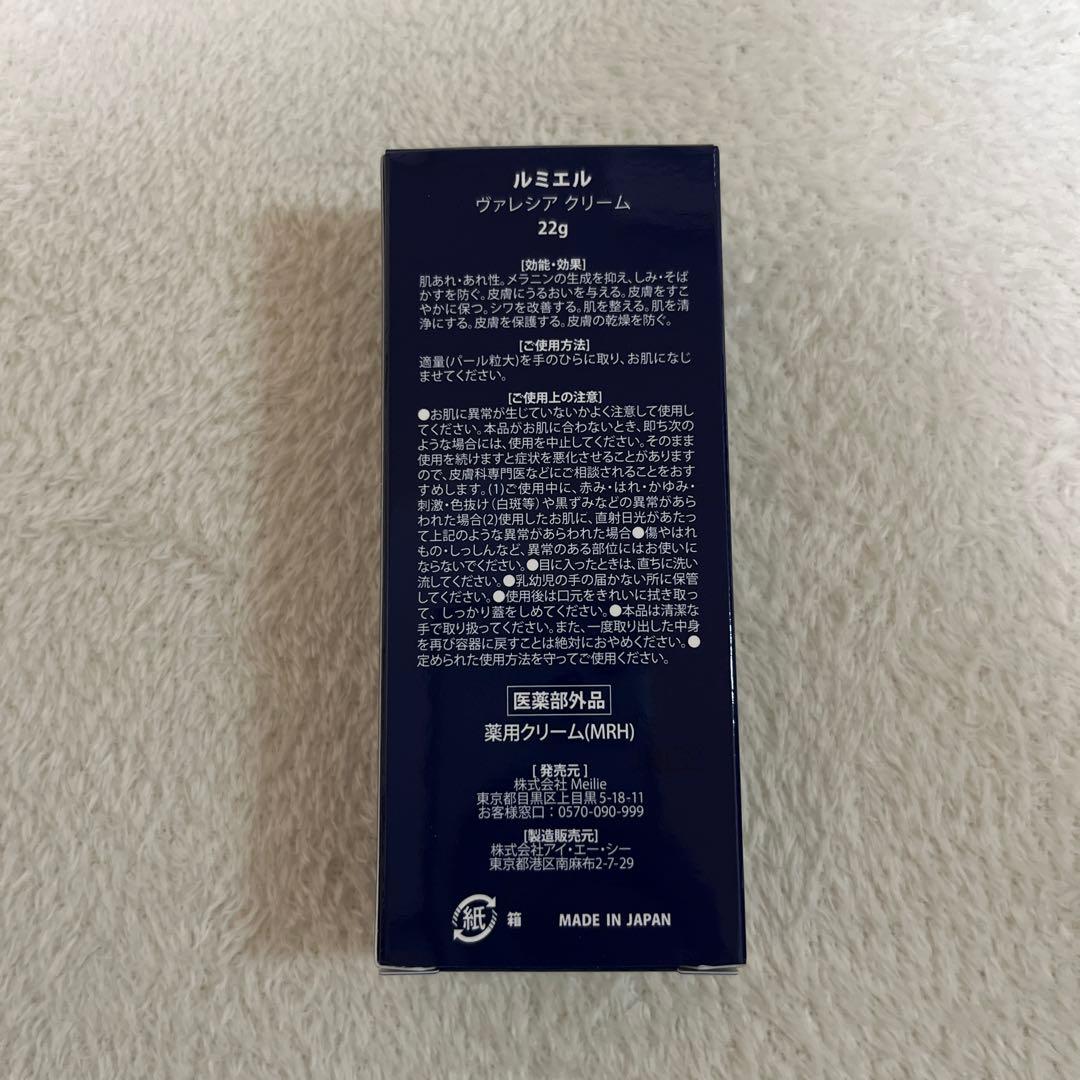 ルミエル
ヴァレシア クリーム
22g
[効能・効果]
肌あれ・あれ性。メラニンの生成を抑え、しみ・そば
かすを防ぐ。皮膚にうるおいを与える。皮膚をすこ
やかに保つ。シワを改善する。肌を整える。肌を清
浄にする。皮膚を保護する。皮膚の乾燥を防ぐ。
[ご使用方法]
適量(パール粒大)を手のひらに取り、お肌になじ
ませてください。
[ご使用上の注意]
●お肌に異常が生じていないかよく注意して使用し
てください。本品がお肌に合わないとき、即ち次の
ような場合には、使用を中止してください。そのまま
使用を続けますと症状を悪化させることがあります
ので、皮膚科専門医などにご相談されることをおす
すめします。(1)ご使用中に、赤み・はれ・かゆみ・
刺激・色抜け(白斑等)や黒ずみなどの異常があら
われた場合(2)使用したお肌に、直射日光があたっ
て上記のような異常があらわれた場合●傷やはれ
もの・しっしんなど、異常のある部位にはお使いに
ならないでください。●目に入ったときは、直ちに洗い
流してください。●乳幼児の手の届かない所に保管
してください。●使用後は口元をきれいに拭き取っ
て、しっかり蓋をしめてください。●本品は清潔な
手で取り扱ってください。また、一度取り出した中身
を再び容器に戻すことは絶対におやめください。●
定められた使用方法を守ってご使用ください。
医薬部外品
薬用クリーム(MRH)
[発売元]
株式会社 Meilie
東京都目黒区上目黒5-18-11
お客様窓口：0570-090-999
[製造販売元]
株式会社アイ・エー・シー
東京都港区南麻布2-7-29
紙 箱 MADE IN JAPAN